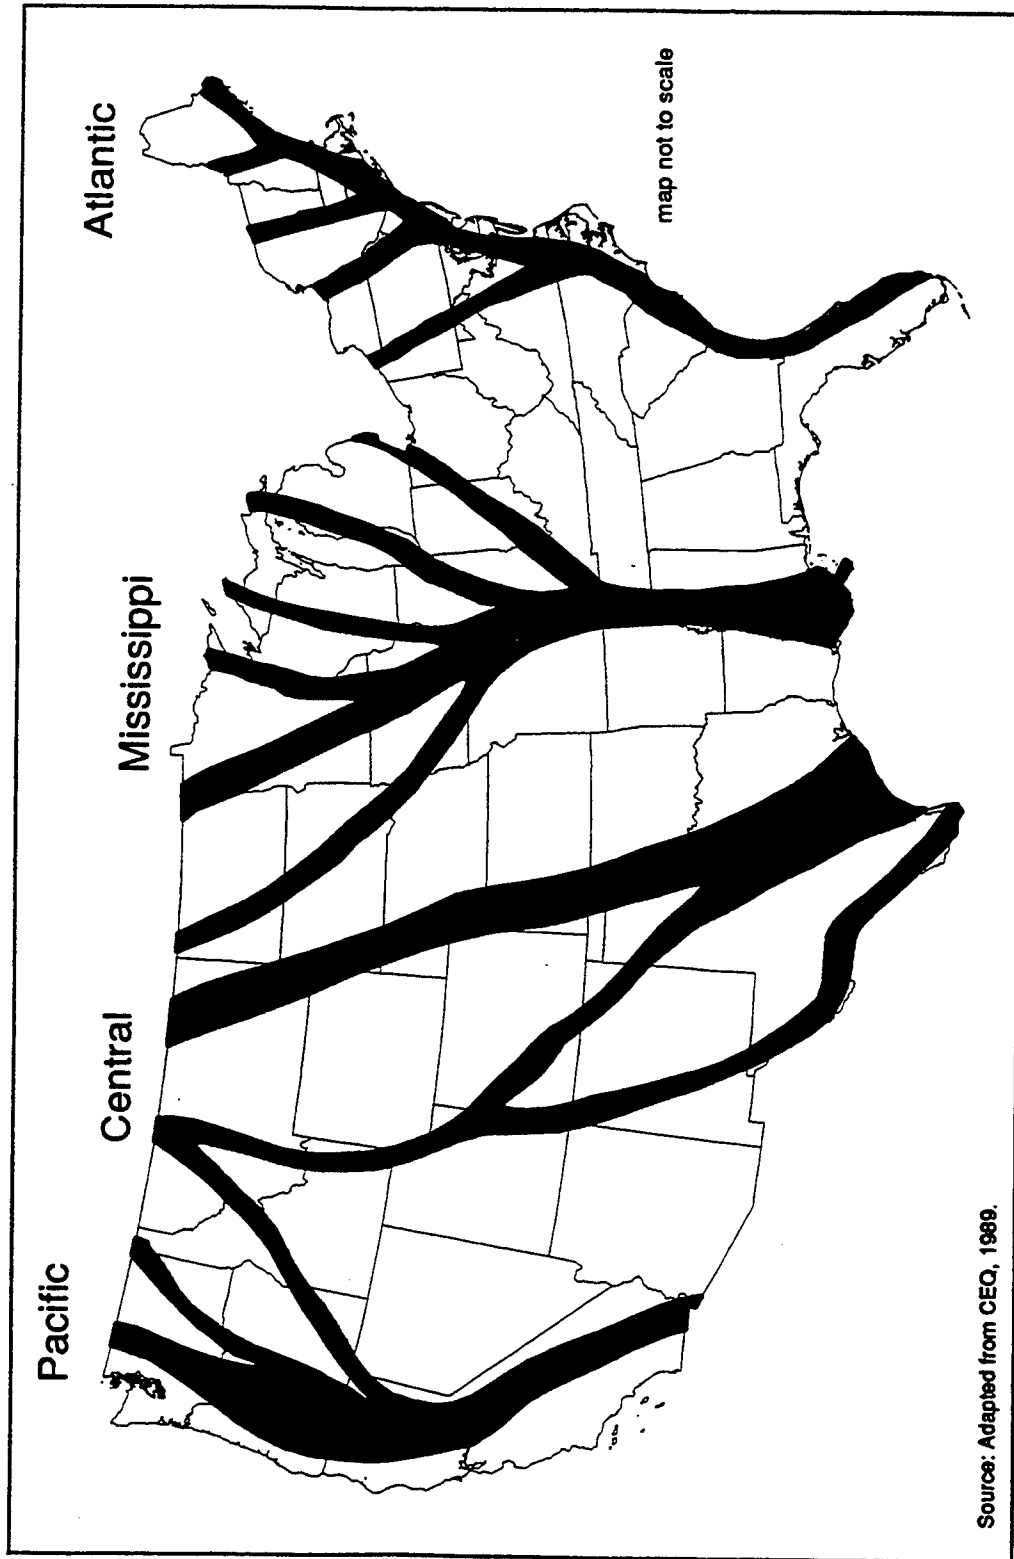 Pacific
Central
Mississippi
Atlantic
map not to scale
Source: Adapted from CEQ, 1989.